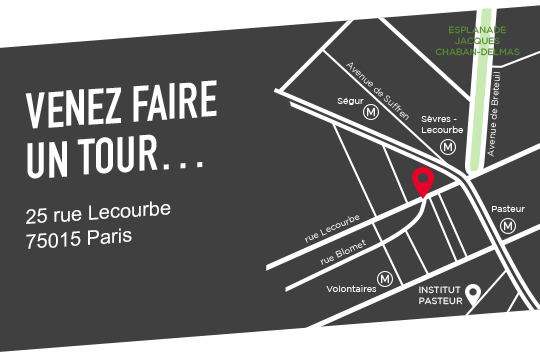 VENEZ FAIRE
UN TOUR...
25 rue Lecourbe
75015 Paris
ESPLANADE
JACQUES
CHABAN-DELMAS
Avenue de Suffren
Ségur
M
Sèvres -
Lecourbe
M
Avenue de Breteuil
rue Lecourbe
rue Blomet
Pasteur
M
Volontaires
M
INSTITUT
PASTEUR